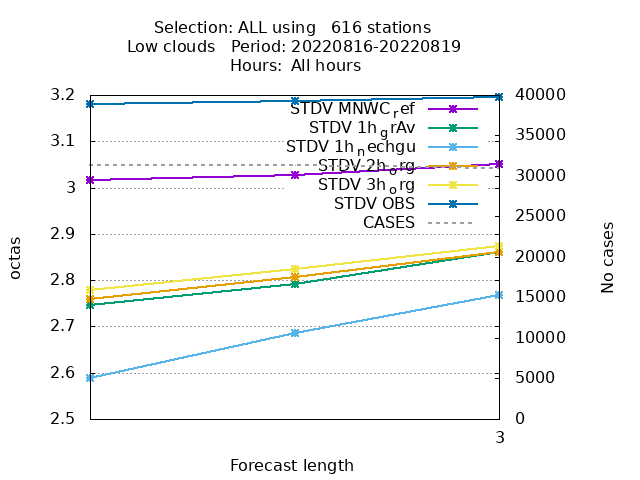 Selection: ALL using   616 stations
Low clouds   Period: 20220816-20220819
Hours:  All hours
3.2
3.1
3
2.9
2.8
2.7
2.6
2.5
octas
STDV MNWC_ref
STDV 1h_grAv
STDV 1h_nechgu
STDV 2h_org
STDV 3h_org
STDV OBS
CASES
40000
35000
30000
25000
20000
15000
10000
5000
0
No cases
3
Forecast length